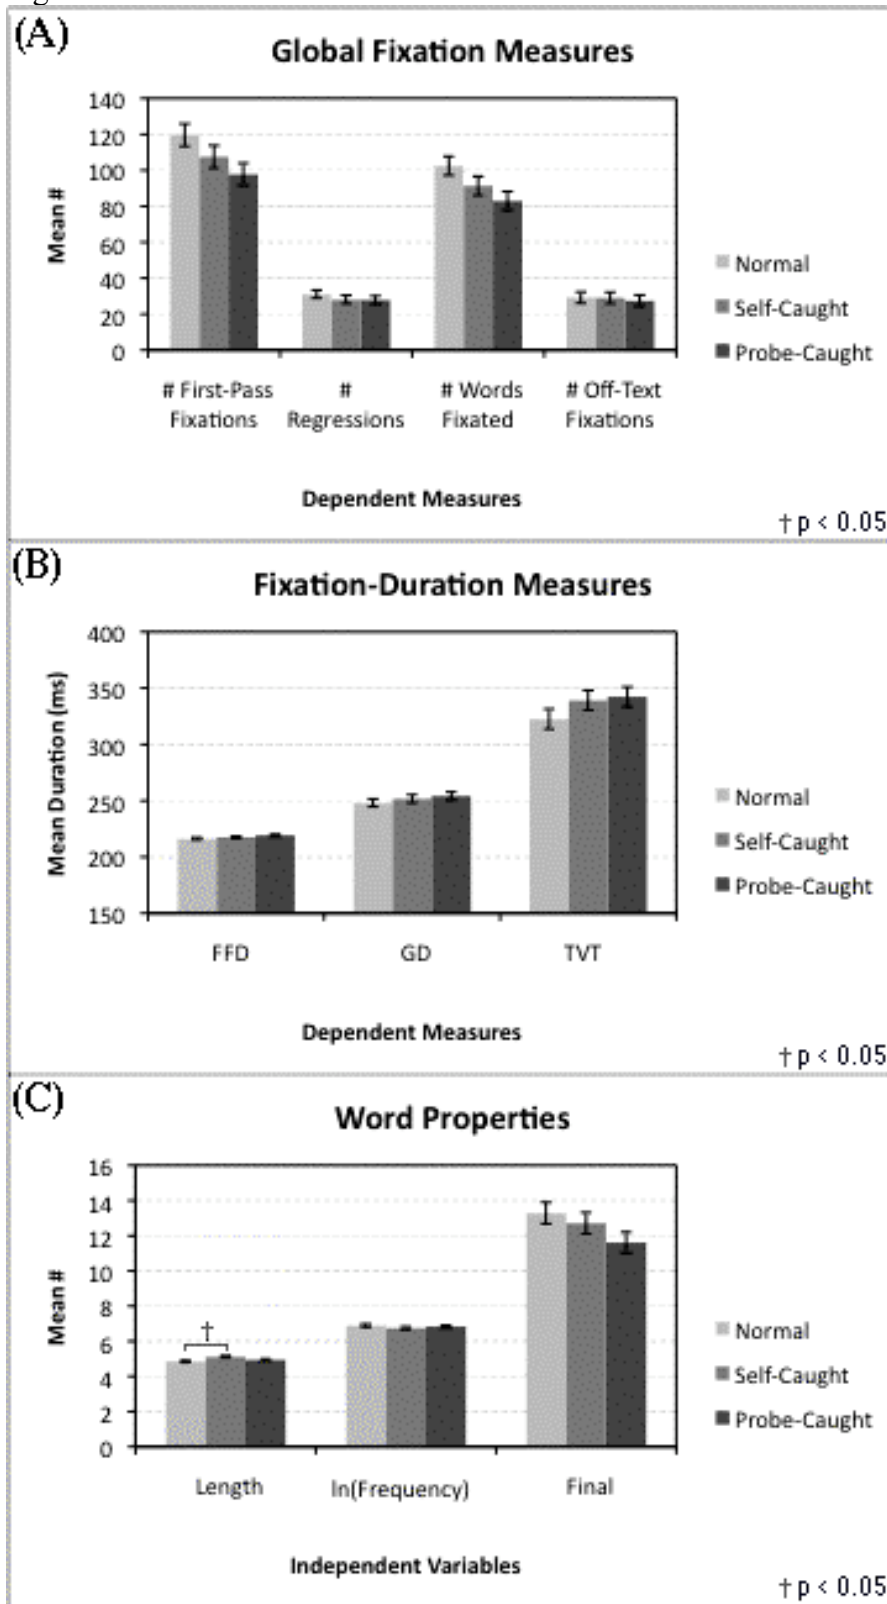 (A)
Global Fixation Measures
140
120
100
80
60
40
20
0
Mean #
# First-Pass Fixations
# Regressions
# Words Fixated
# Off-Text Fixations
Normal
Self-Caught
Probe-Caught
Dependent Measures
† p < 0.05
(B)
Fixation-Duration Measures
400
350
300
250
200
150
Mean Duration (ms)
FFD GD TVT
Normal
Self-Caught
Probe-Caught
Dependent Measures
† p < 0.05
(C)
Word Properties
16
14
12
10
8
6
4
2
0
Mean #
†
Length ln(Frequency) Final
Normal
Self-Caught
Probe-Caught
Independent Variables
† p < 0.05